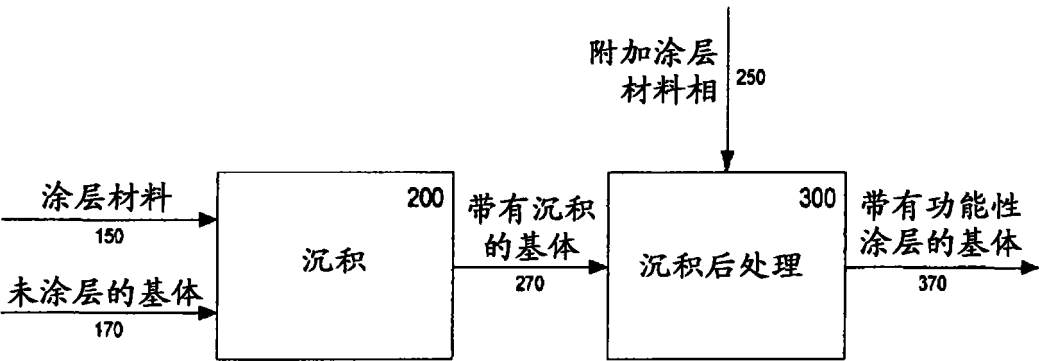 附加涂层
材料相
250
涂层材料
150
未涂层的基体
170
200
沉积
带有沉积
的基体
270
300
沉积后处理
带有功能性
涂层的基体
370